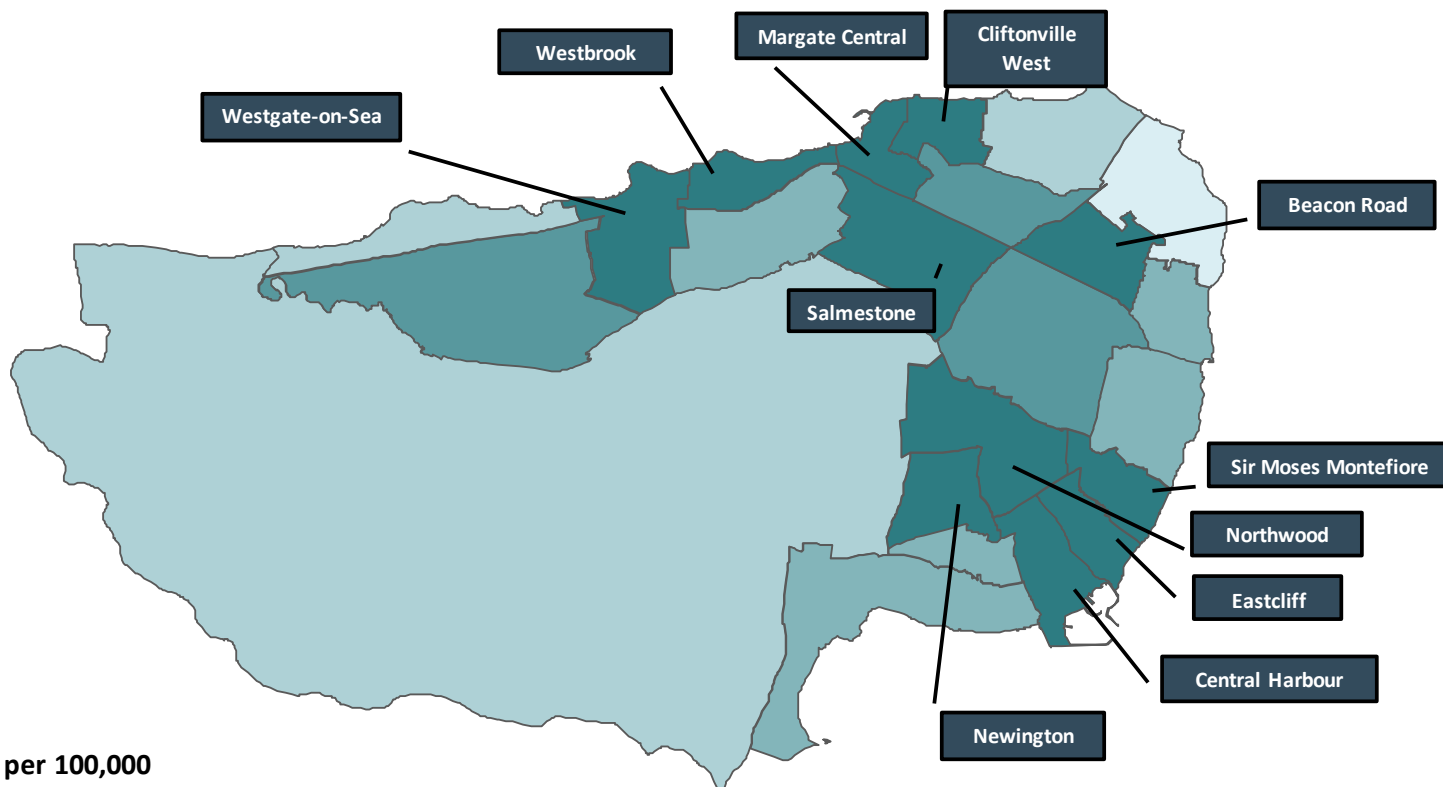 Margate Central
Cliftonville
West
Westbrook
Westgate-on-Sea
Beacon Road
Salmestone
Sir Moses Montefiore
Northwood
Eastcliff
Central Harbour
Newington
per 100,000